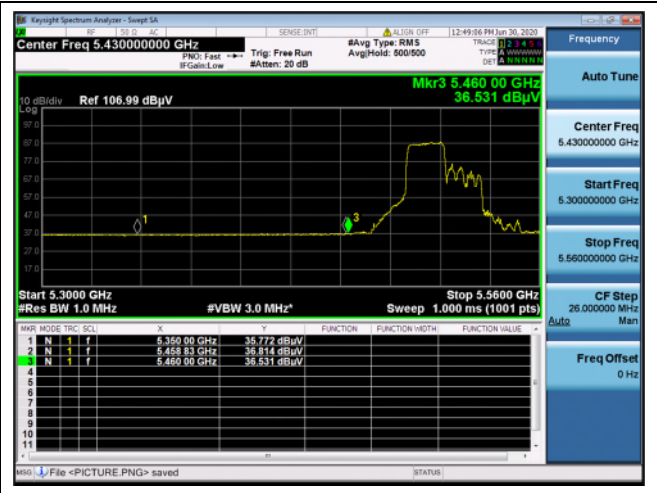 Keysight Spectrum Analyzer - Swept SA
RF 50 Ω AC SENSE:INT ALIGN OFF 12:49:06 PM Jun 30, 2020
Center Freq 5.430000000 GHz
PNO: Fast
IFGain:Low
Trig: Free Run
#Atten: 20 dB
#Avg Type: RMS
Avg|Hold: 500/500
TRACE 1 2 3 4 5 6
TYPE A WWWWW
DET A N N N N N
Mkr3 5.460 00 GHz
36.531 dBµV
10 dB/div Ref 106.99 dBµV
Log
97.0
87.0
77.0
67.0
57.0
47.0
37.0
27.0
17.0
1
3
Start 5.3000 GHz
Stop 5.5600 GHz
#Res BW 1.0 MHz #VBW 3.0 MHz* Sweep 1.000 ms (1001 pts)
MKR MODE TRC SCL X Y FUNCTION FUNCTION WIDTH FUNCTION VALUE
1 N 1 f 5.350 00 GHz 35.772 dBµV
2 N 1 f 5.458 83 GHz 36.814 dBµV
3 N 1 f 5.460 00 GHz 36.531 dBµV
4
5
6
7
8
9
10
11
MSG File <PICTURE.PNG> saved STATUS
Frequency
Auto Tune
Center Freq
5.430000000 GHz
Start Freq
5.300000000 GHz
Stop Freq
5.560000000 GHz
CF Step
26.000000 MHz
Auto Man
Freq Offset
0 Hz